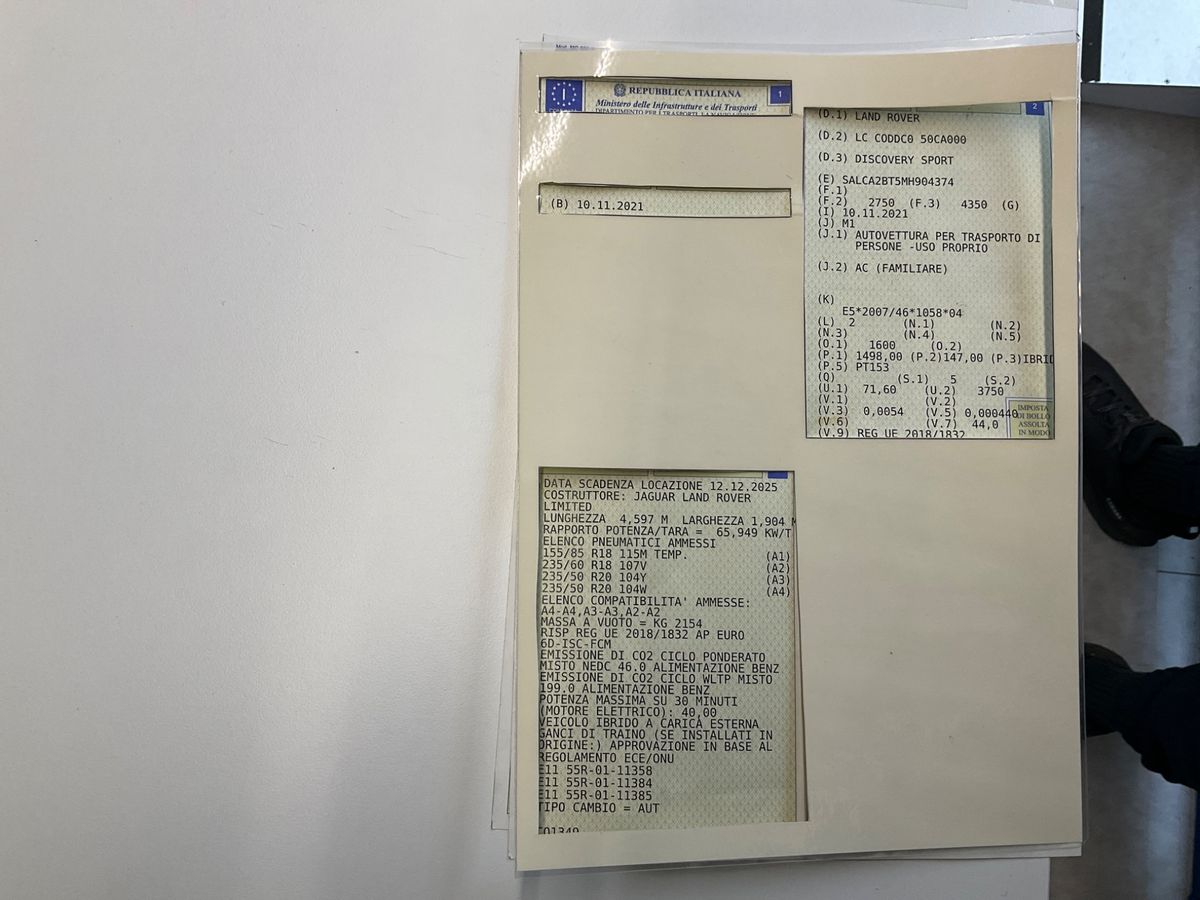 REPUBBLICA ITALIANA
1
Ministero delle Infrastrutture e dei Trasporti
DIPARTIMENTO PER I TRASPORTI, LA
(B) 10.11.2021
2
(D.1) LAND ROVER
(D.2) LC CODDC0 50CA000
(D.3) DISCOVERY SPORT
(E) SALCA2BT5MH904374
(F.1)
(F.2) 2750 (F.3) 4350 (G)
(I) 10.11.2021
(J) M1
(J.1) AUTOVETTURA PER TRASPORTO DI
PERSONE -USO PROPRIO
(J.2) AC (FAMILIARE)
(K)
E5*2007/46*1058*04
(L) 2 (N.1) (N.2)
(N.3) (N.4) (N.5)
(O.1) 1600 (O.2)
(P.1) 1498,00 (P.2)147,00 (P.3)IBRID
(P.5) PT153
(Q) (S.1) 5 (S.2)
(U.1) 71,60 (U.2) 3750
(V.1) (V.2)
(V.3) 0,0054 (V.5) 0,000440
(V.6) (V.7) 44,0
(V.9) REG UE 2018/1832
IMPOSTA
DI BOLLO
ASSOLTA
IN MODO
DATA SCADENZA LOCAZIONE 12.12.2025
COSTRUTTORE: JAGUAR LAND ROVER
LIMITED
LUNGHEZZA 4,597 M LARGHEZZA 1,904 M
RAPPORTO POTENZA/TARA = 65,949 KW/T
ELENCO PNEUMATICI AMMESSI
155/85 R18 115M TEMP. (A1)
235/60 R18 107V (A2)
235/50 R20 104Y (A3)
235/50 R20 104W (A4)
ELENCO COMPATIBILITA' AMMESSE:
A4-A4,A3-A3,A2-A2
MASSA A VUOTO = KG 2154
RISP REG UE 2018/1832 AP EURO
6D-ISC-FCM
EMISSIONE DI CO2 CICLO PONDERATO
MISTO NEDC 46.0 ALIMENTAZIONE BENZ
EMISSIONE DI CO2 CICLO WLTP MISTO
199.0 ALIMENTAZIONE BENZ
POTENZA MASSIMA SU 30 MINUTI
(MOTORE ELETTRICO): 40,00
VEICOLO IBRIDO A CARICA ESTERNA
GANCI DI TRAINO (SE INSTALLATI IN
ORIGINE:) APPROVAZIONE IN BASE AL
REGOLAMENTO ECE/ONU
E11 55R-01-11358
E11 55R-01-11384
E11 55R-01-11385
TIPO CAMBIO = AUT